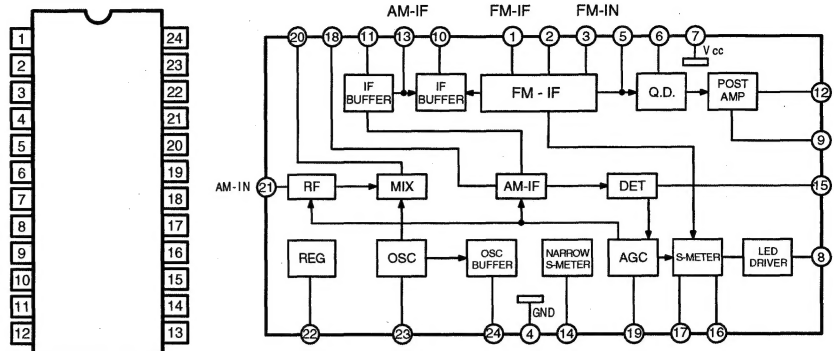 1 24
2 23
3 22
4 21
5 20
6 19
7 18
8 17
9 16
10 15
11 14
12 13
AM-IF FM-IF FM-IN
20 18 11 13 10 1 2 3 5 6 7
Vcc
IF BUFFER
IF BUFFER
FM - IF
Q.D.
POST AMP
12
9
AM-IN 21 RF MIX AM-IF DET 15
REG
OSC
OSC BUFFER
NARROW S-METER
AGC
S-METER
LED DRIVER
8
GND
22 23 24 4 14 19 17 16